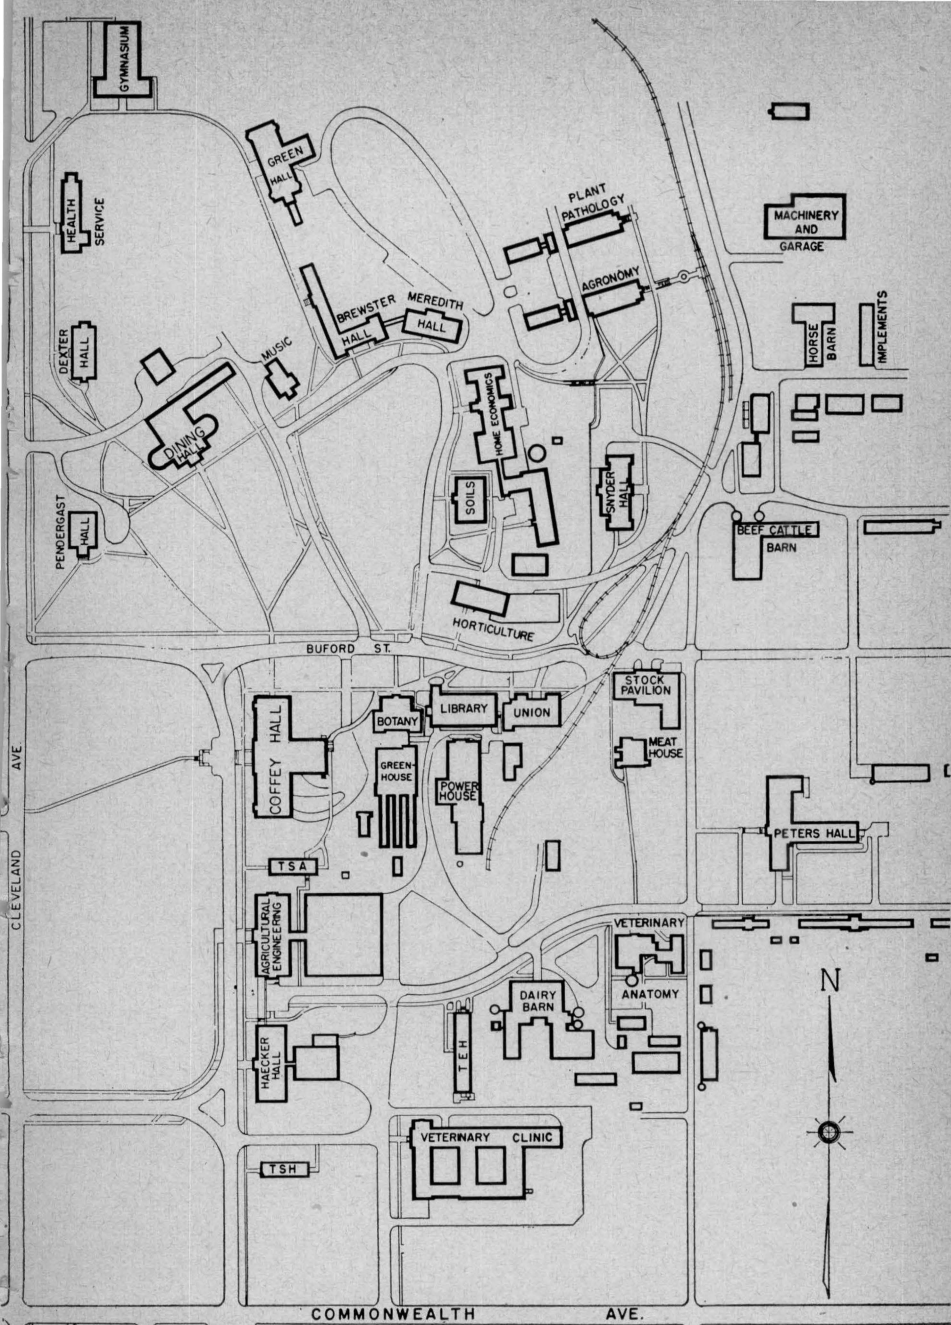 GYMNASIUM
GREEN
HALL
HEALTH
SERVICE
PLANT
PATHOLOGY
MACHINERY
AND
GARAGE
AGRONOMY
BREWSTER
HALL
MEREDITH
HALL
DEXTER
HALL
MUSIC
HORSE
BARN
IMPLEMENTS
DINING
HALL
HOME ECONOMICS
SOILS
SNYDER
HALL
PENDERGAST
HALL
BEEF CATTLE
BARN
HORTICULTURE
BUFORD ST.
STOCK
PAVILION
COFFEY HALL
BOTANY
LIBRARY
UNION
GREEN-
HOUSE
POWER
HOUSE
MEAT
HOUSE
CLEVELAND AVE.
PETERS HALL
TSA
AGRICULTURAL
ENGINEERING
VETERINARY
ANATOMY
DAIRY
BARN
N
HAECKER
HALL
TEH
VETERINARY CLINIC
TSH
COMMONWEALTH AVE.